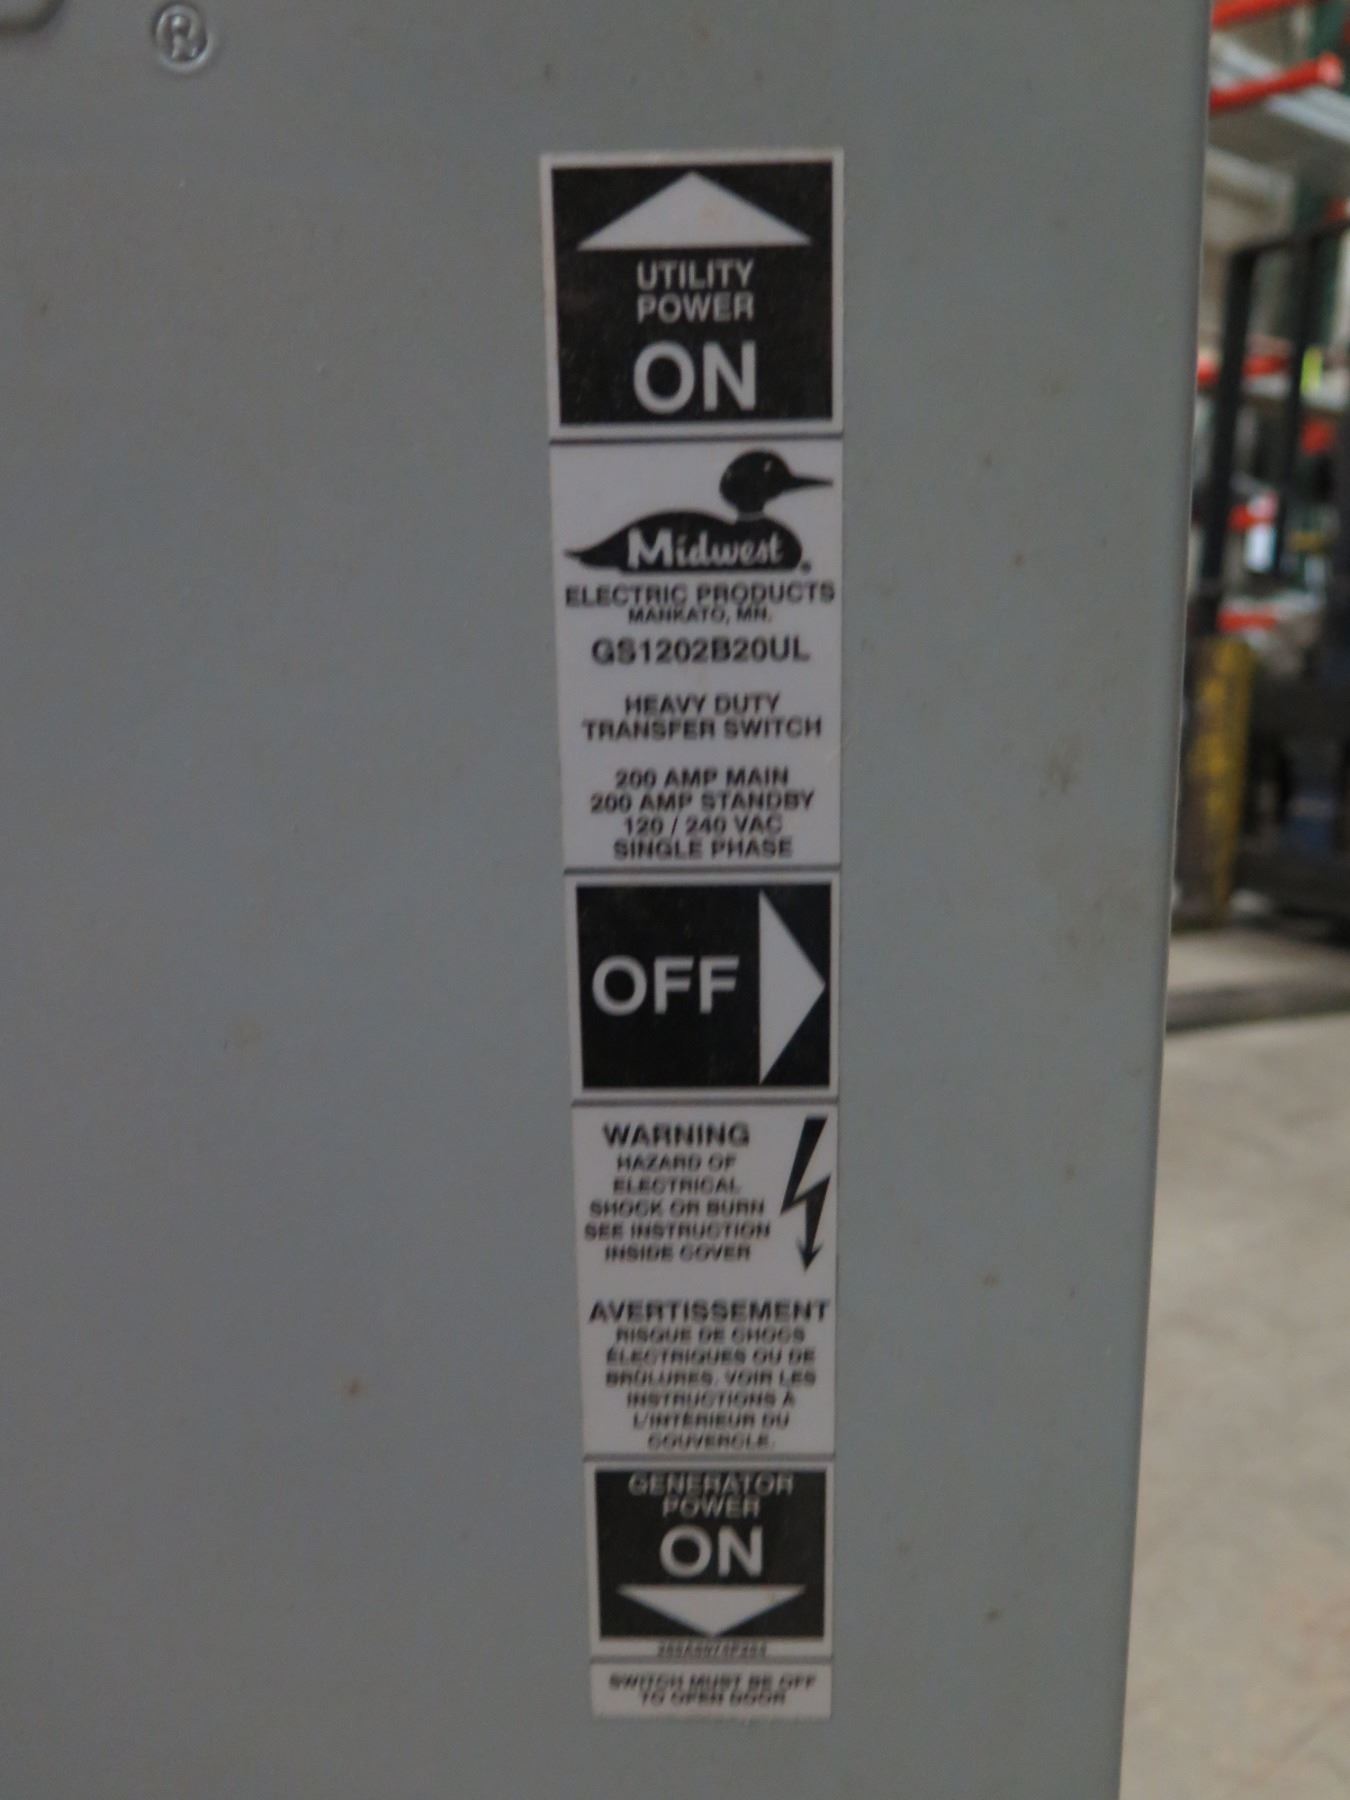 ®
UTILITY
POWER
ON
Midwest
ELECTRIC PRODUCTS
MANKATO, MN.
GS1202B20UL
HEAVY DUTY
TRANSFER SWITCH
200 AMP MAIN
200 AMP STANDBY
120 / 240 VAC
SINGLE PHASE
OFF
WARNING
HAZARD OF
ELECTRICAL
SHOCK OR BURN
SEE INSTRUCTION
INSIDE COVER
AVERTISSEMENT
RISQUE DE CHOCS
ÉLECTRIQUES OU DE
BRÛLURES. VOIR LES
INSTRUCTIONS À
L'INTÉRIEUR DU
COUVERCLE.
GENERATOR
POWER
ON
SWITCH MUST BE OFF
TO OPEN DOOR